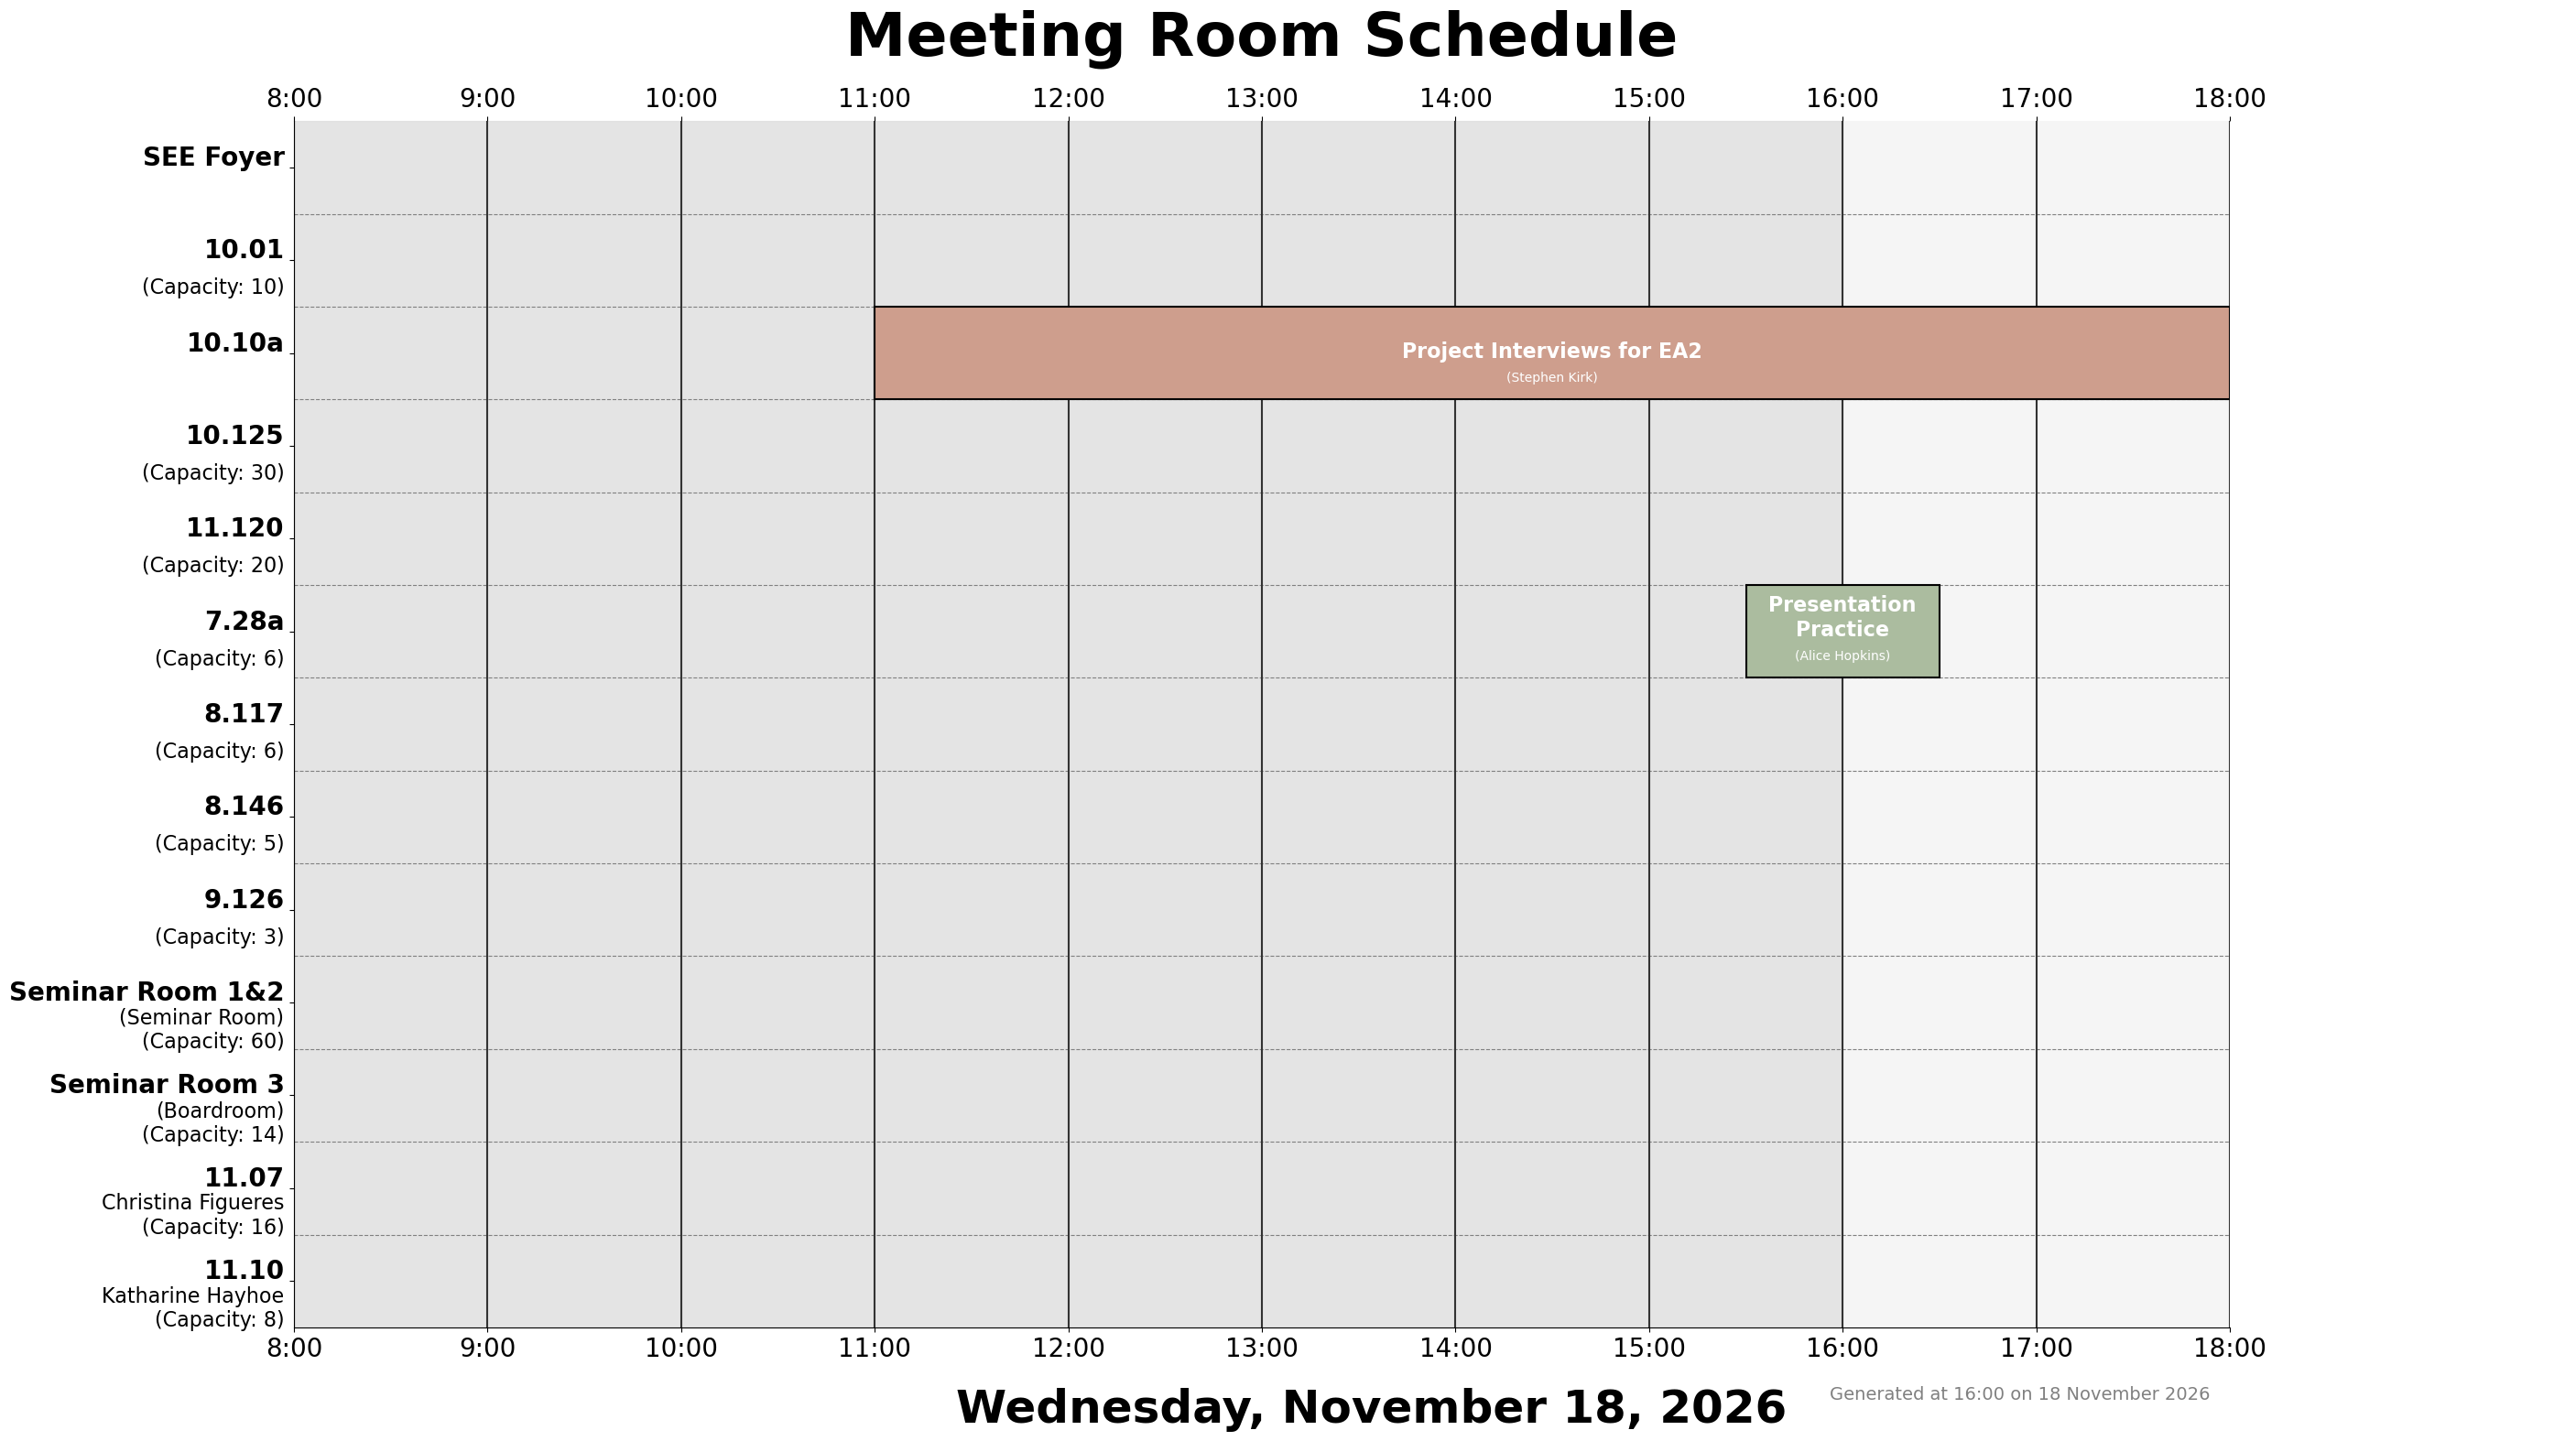 Meeting Room Schedule
8:00 9:00 10:00 11:00 12:00 13:00 14:00 15:00 16:00 17:00 18:00
SEE Foyer
10.01
(Capacity: 10)
10.10a
Project Interviews for EA2
(Stephen Kirk)
10.125
(Capacity: 30)
11.120
(Capacity: 20)
7.28a
(Capacity: 6)
Presentation
Practice
(Alice Hopkins)
8.117
(Capacity: 6)
8.146
(Capacity: 5)
9.126
(Capacity: 3)
Seminar Room 1&2
(Seminar Room)
(Capacity: 60)
Seminar Room 3
(Boardroom)
(Capacity: 14)
11.07
Christina Figueres
(Capacity: 16)
11.10
Katharine Hayhoe
(Capacity: 8)
8:00 9:00 10:00 11:00 12:00 13:00 14:00 15:00 16:00 17:00 18:00
Wednesday, November 18, 2026
Generated at 16:00 on 18 November 2026